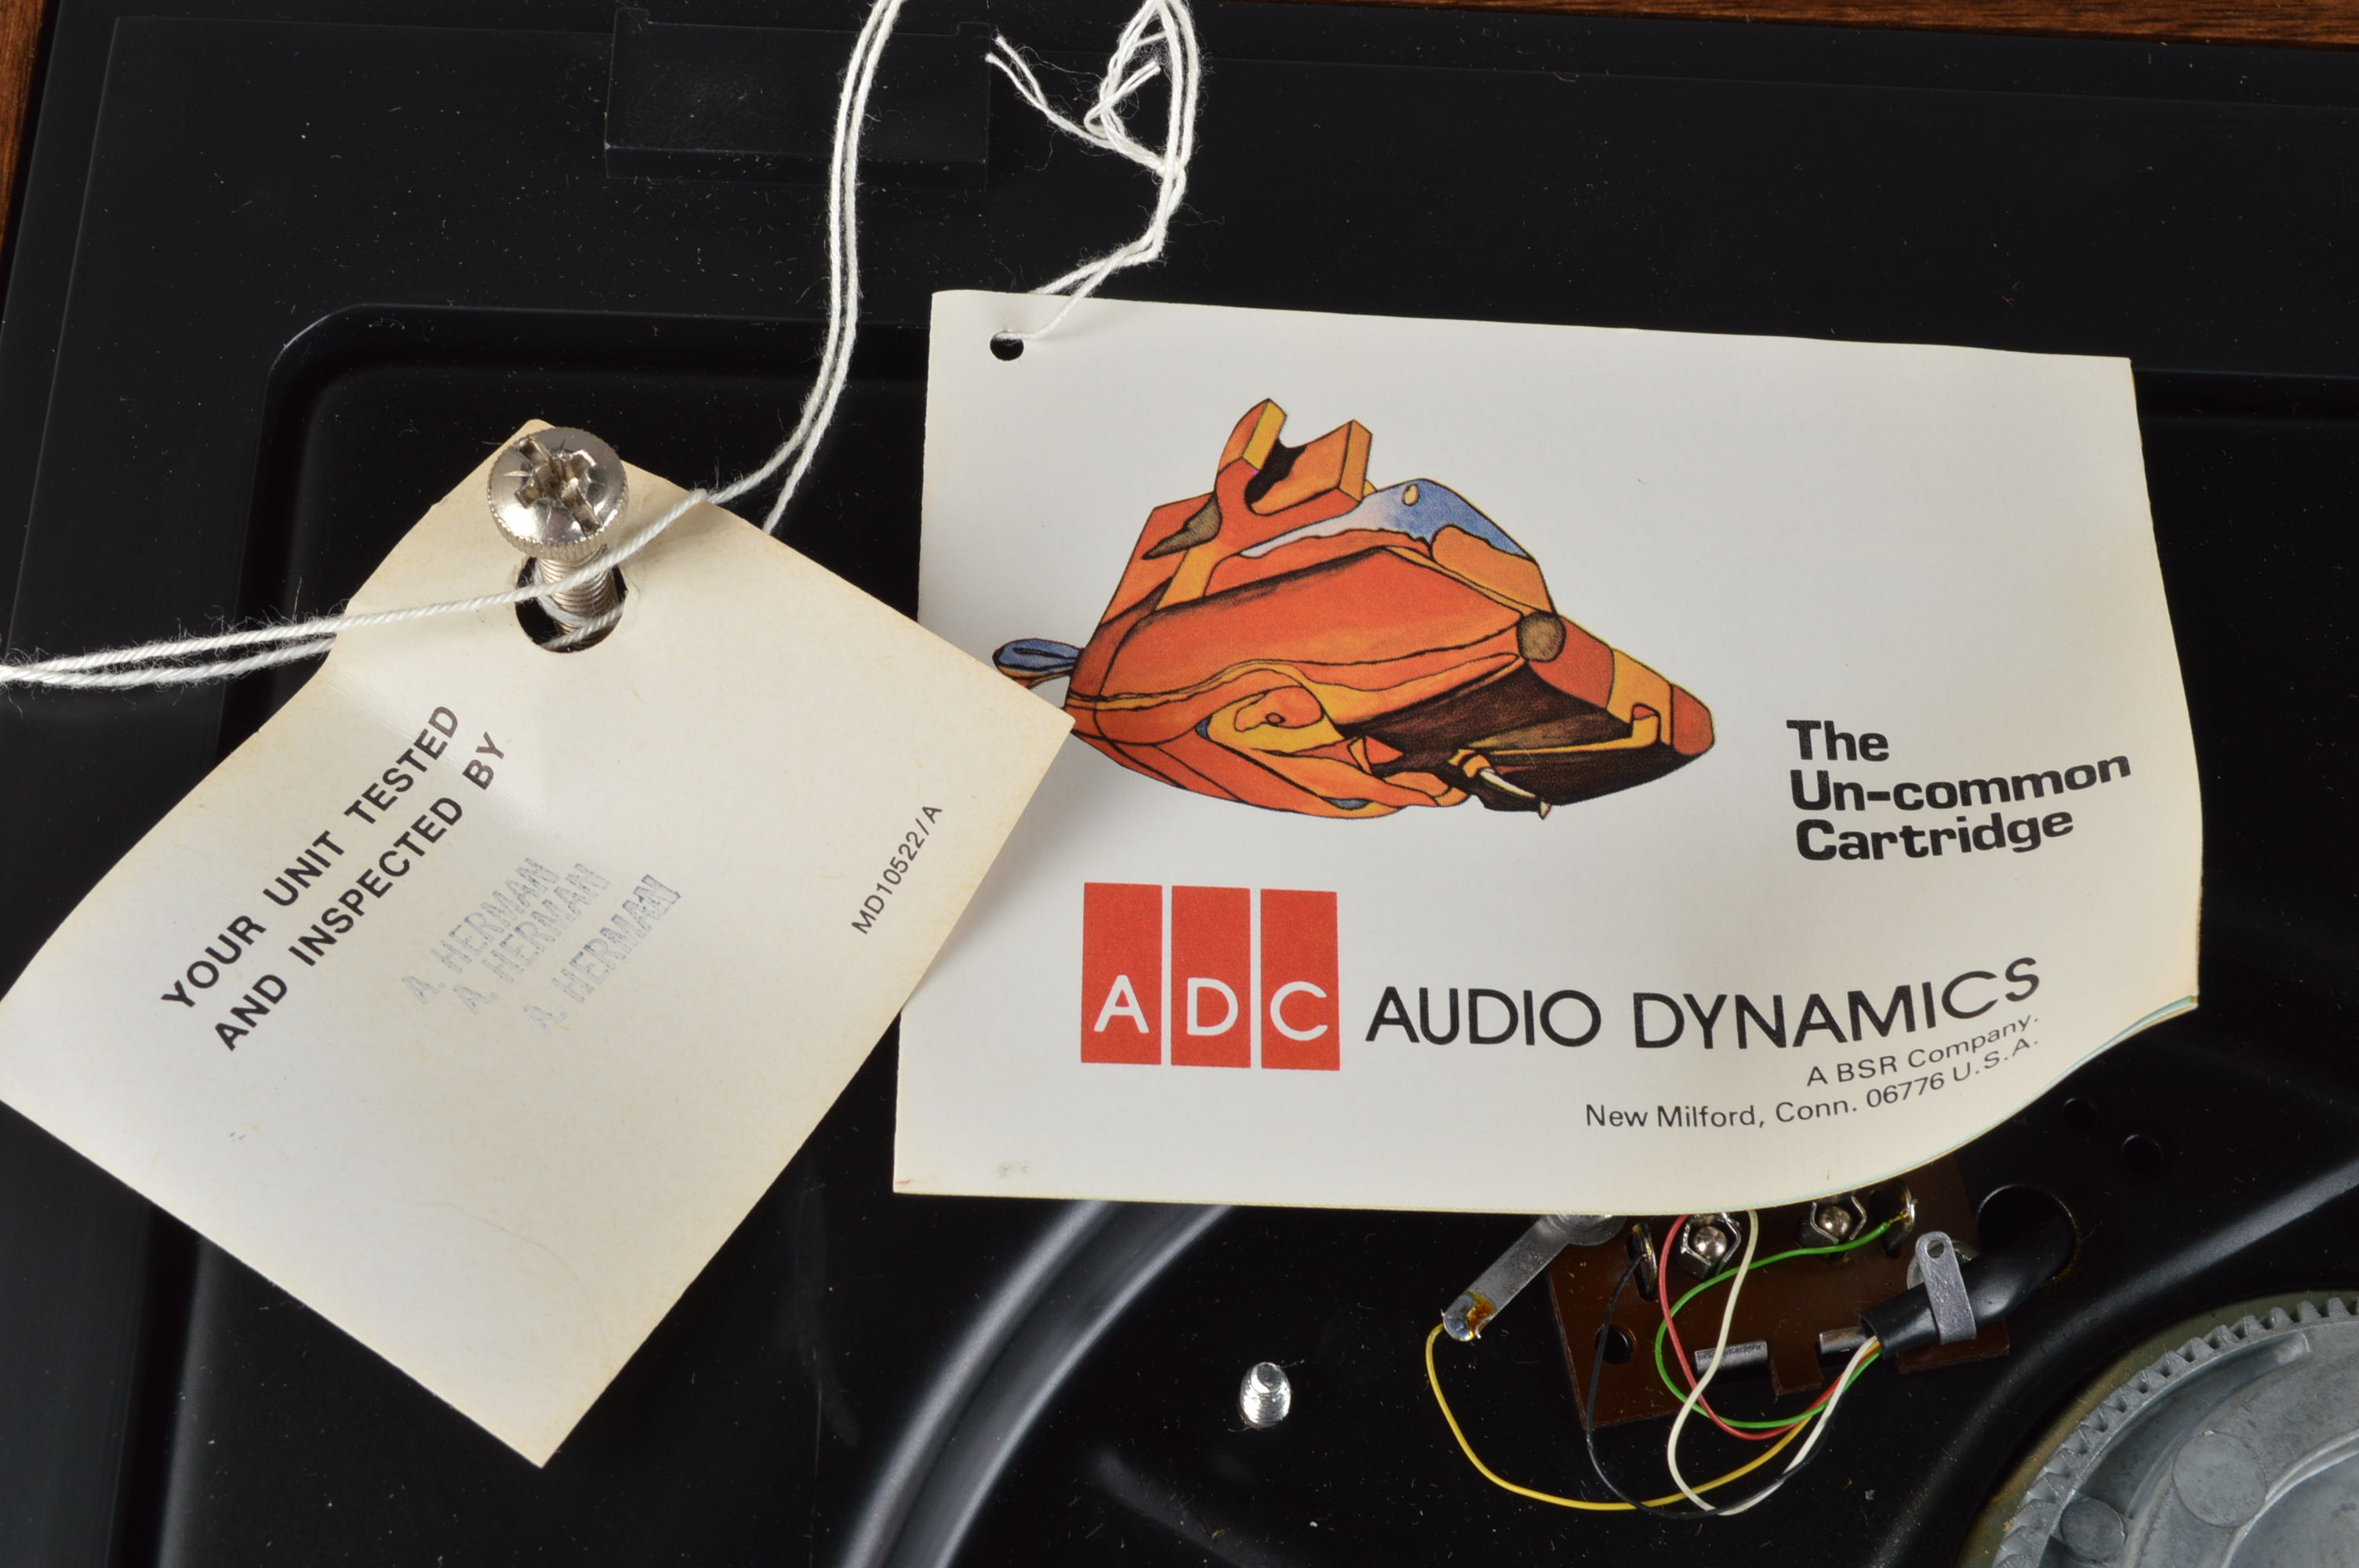 YOUR UNIT TESTED
AND INSPECTED BY
A. HERMAN
A. HERMAN
A. HERMAN
MD10522/A
The
Un-common
Cartridge
ADC AUDIO DYNAMICS
A BSR Company.
New Milford, Conn. 06776 U.S.A.